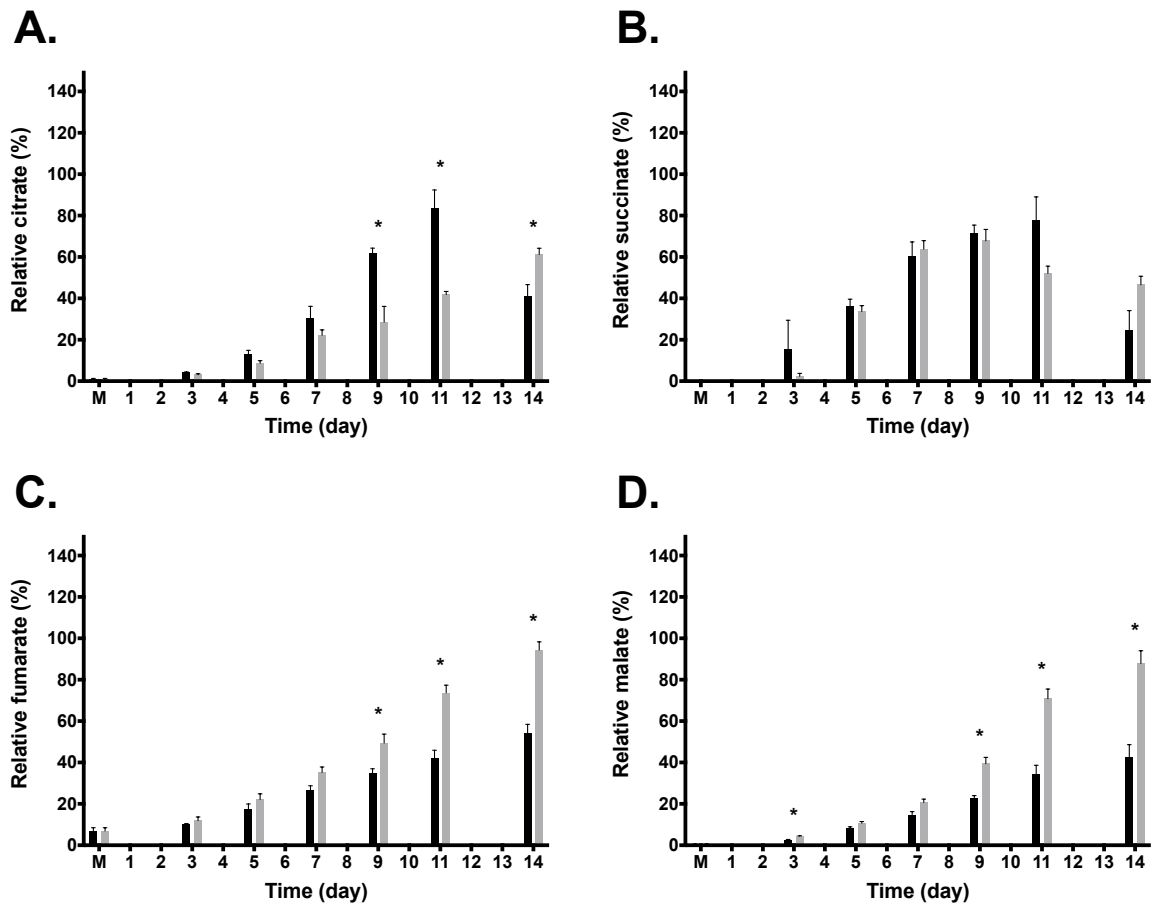 A.
140
120
100
80
60
40
20
0
Relative citrate (%)
* * *
M 1 2 3 4 5 6 7 8 9 10 11 12 13 14
Time (day)
B.
140
120
100
80
60
40
20
0
Relative succinate (%)
M 1 2 3 4 5 6 7 8 9 10 11 12 13 14
Time (day)
C.
140
120
100
80
60
40
20
0
Relative fumarate (%)
* * *
M 1 2 3 4 5 6 7 8 9 10 11 12 13 14
Time (day)
D.
140
120
100
80
60
40
20
0
Relative malate (%)
* * * *
M 1 2 3 4 5 6 7 8 9 10 11 12 13 14
Time (day)